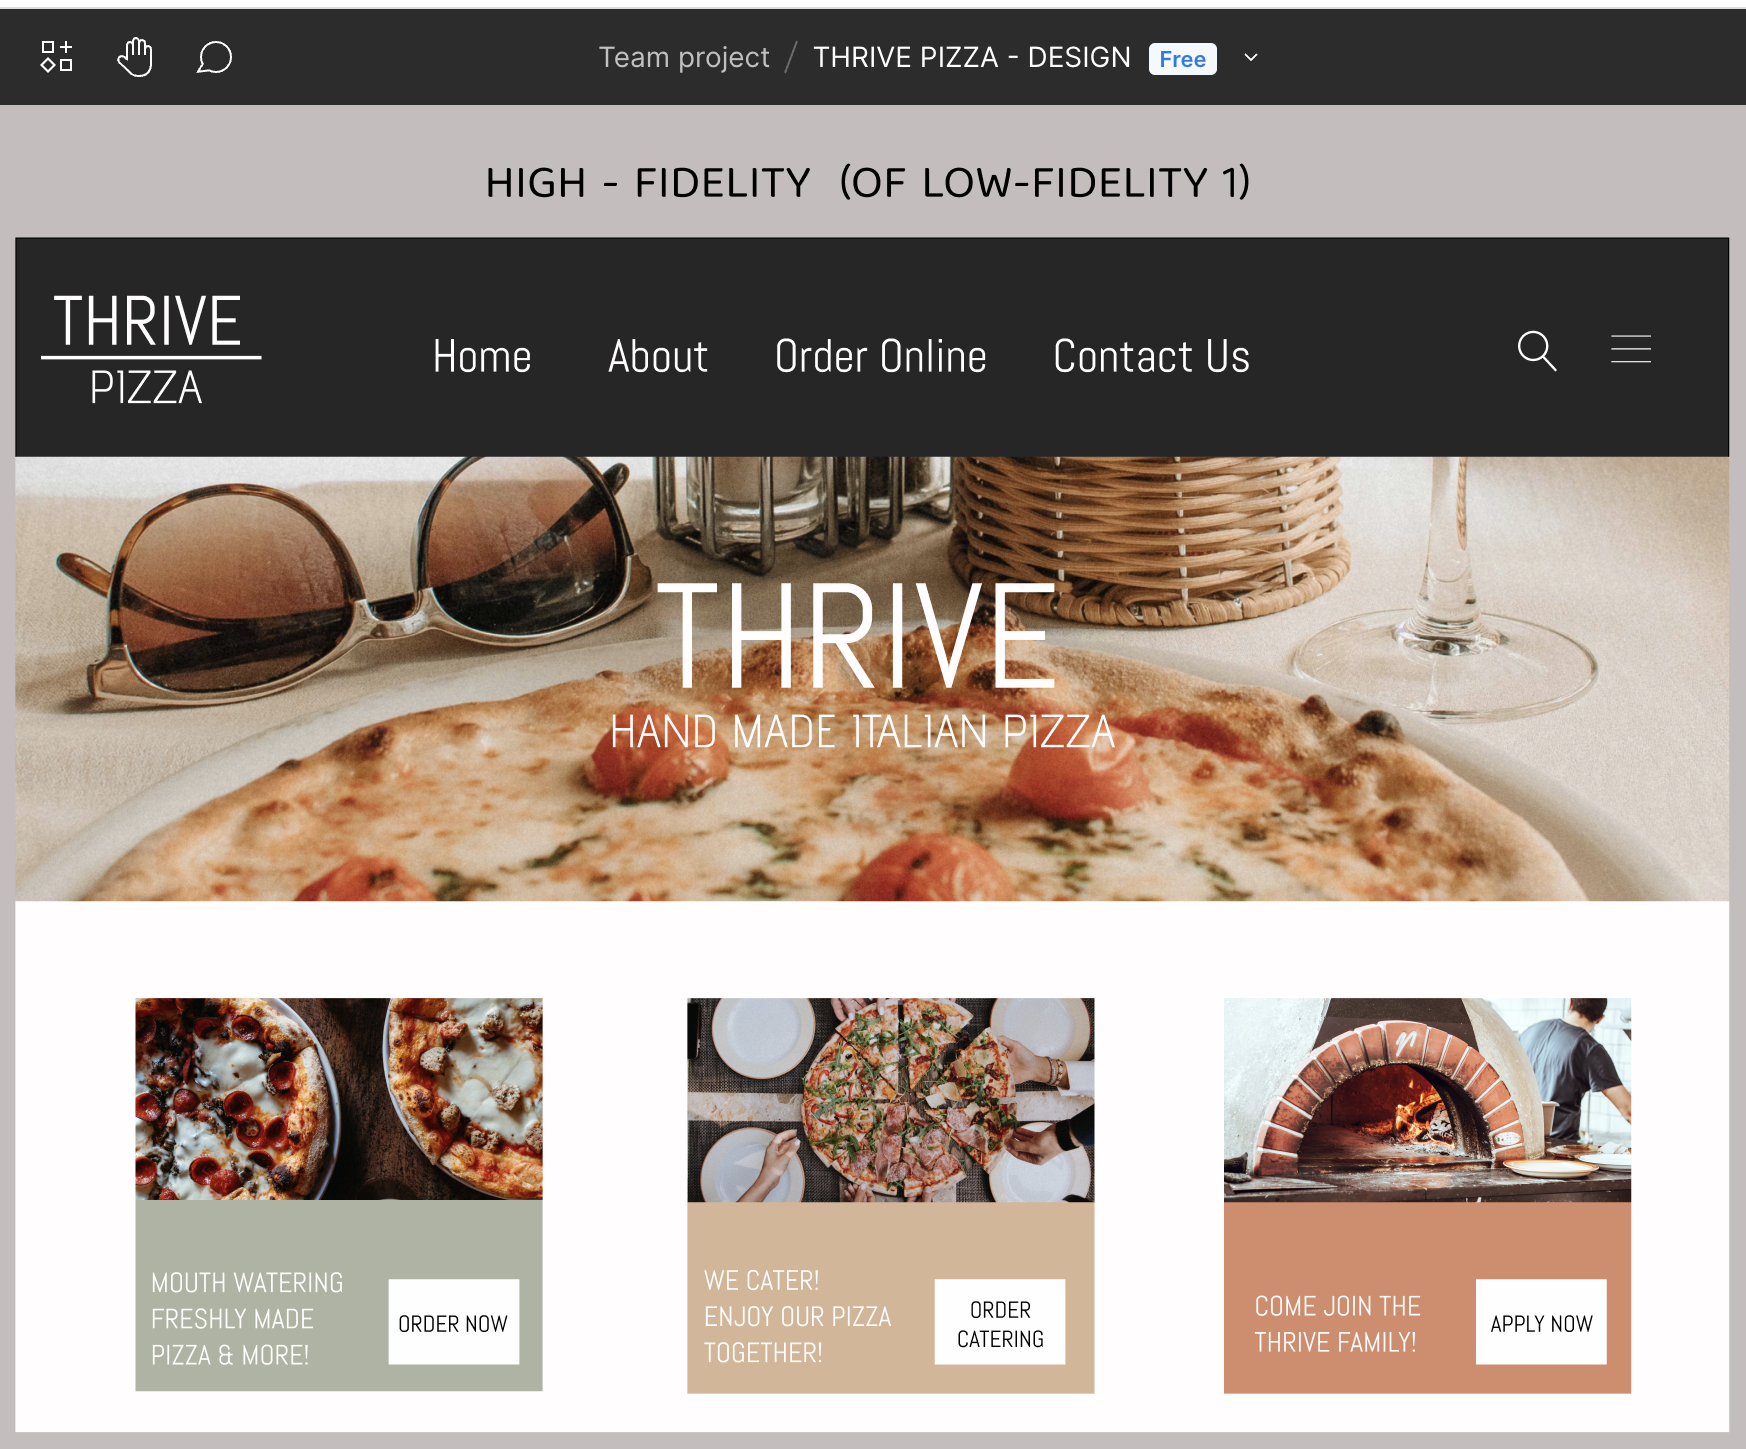 Team project / THRIVE PIZZA - DESIGN Free
HIGH - FIDELITY (OF LOW-FIDELITY 1)
THRIVE
PIZZA
Home About Order Online Contact Us
THRIVE
HAND MADE ITALIAN PIZZA
MOUTH WATERING
FRESHLY MADE
PIZZA & MORE!
ORDER NOW
WE CATER!
ENJOY OUR PIZZA
TOGETHER!
ORDER
CATERING
COME JOIN THE
THRIVE FAMILY!
APPLY NOW